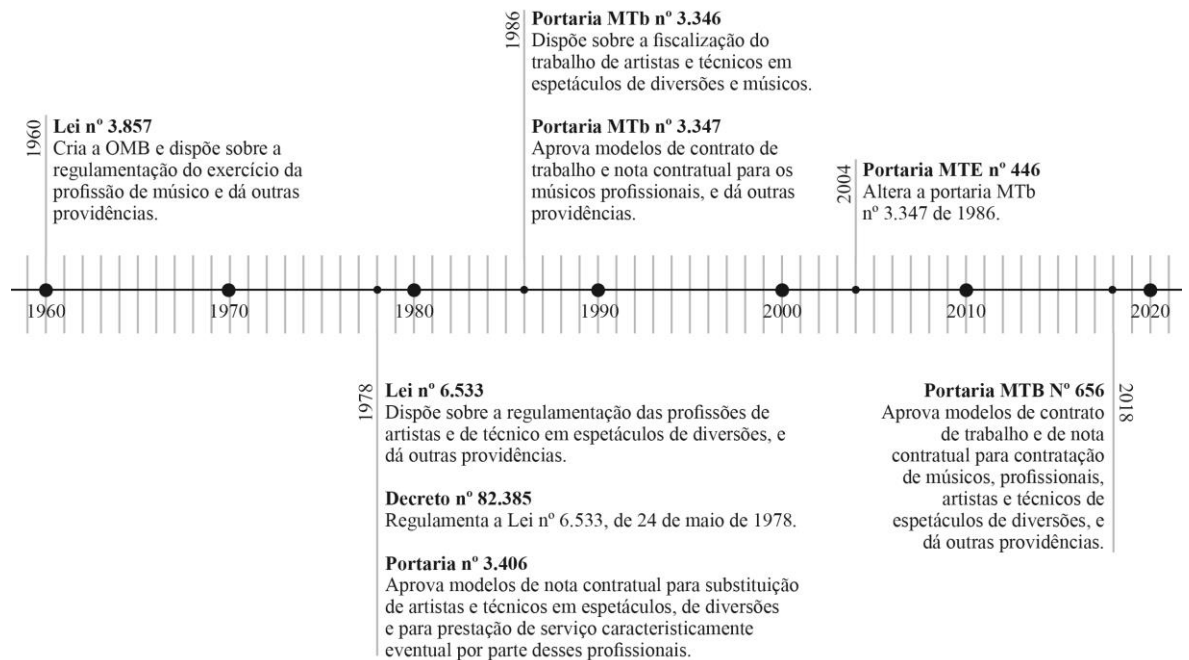 1986
Portaria MTb nº 3.346
Dispõe sobre a fiscalização do
trabalho de artistas e técnicos em
espetáculos de diversões e músicos.
Portaria MTb nº 3.347
Aprova modelos de contrato de
trabalho e nota contratual para os
músicos profissionais, e dá outras
providências.
1960
Lei nº 3.857
Cria a OMB e dispõe sobre a
regulamentação do exercício da
profissão de músico e dá outras
providências.
2004
Portaria MTE nº 446
Altera a portaria MTb
nº 3.347 de 1986.
1960 1970 1980 1990 2000 2010 2020
1978
Lei nº 6.533
Dispõe sobre a regulamentação das profissões de
artistas e de técnico em espetáculos de diversões, e
dá outras providências.
Decreto nº 82.385
Regulamenta a Lei nº 6.533, de 24 de maio de 1978.
Portaria nº 3.406
Aprova modelos de nota contratual para substituição
de artistas e técnicos em espetáculos, de diversões
e para prestação de serviço caracteristicamente
eventual por parte desses profissionais.
2018
Portaria MTB Nº 656
Aprova modelos de contrato
de trabalho e de nota
contratual para contratação
de músicos, profissionais,
artistas e técnicos de
espetáculos de diversões, e
dá outras providências.